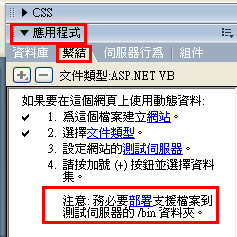 CSS
應用程式
資料庫 繫結 伺服器行為 組件
文件類型:ASP.NET VB
如果要在這個網頁上使用動態資料:
1. 為這個檔案建立網站。
2. 選擇文件類型。
3. 設定網站的測試伺服器。
4. 請按加號 (+) 按鈕並選擇資料
集。
注意: 務必要部署支援檔案到
測試伺服器的 /bin 資料夾。